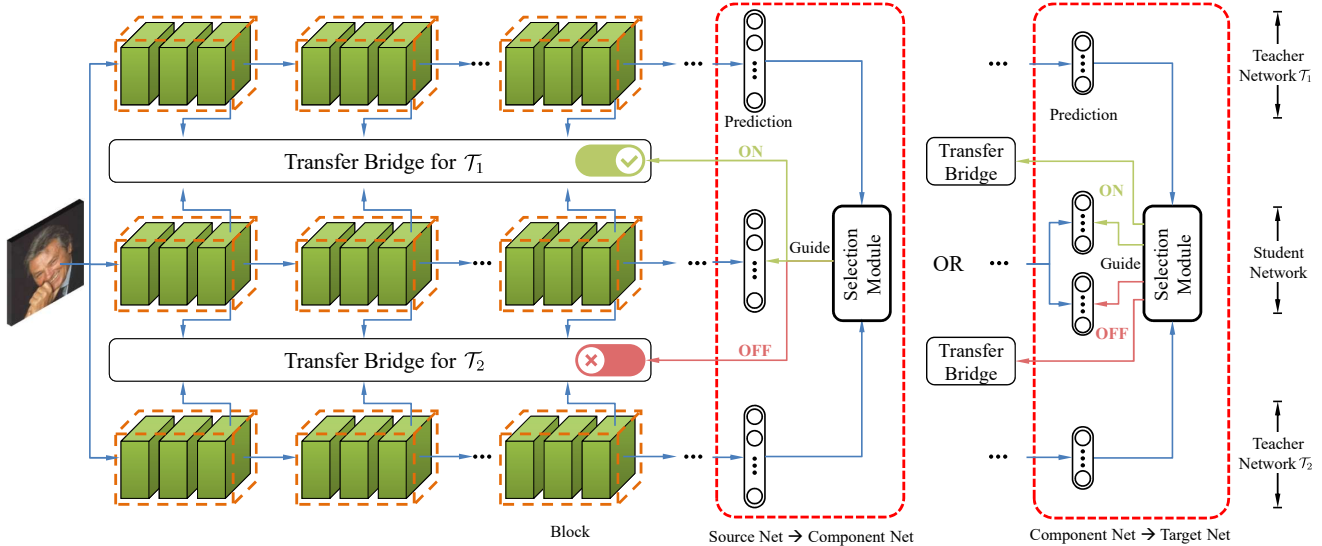 Prediction
Transfer Bridge for 𝒯1
ON
Guide
Selection
Module
Transfer Bridge for 𝒯2
OFF
Block
Source Net → Component Net
OR
Prediction
Transfer
Bridge
ON
Guide
Selection
Module
OFF
Transfer
Bridge
Component Net → Target Net
Teacher
Network 𝒯1
Student
Network
Teacher
Network 𝒯2